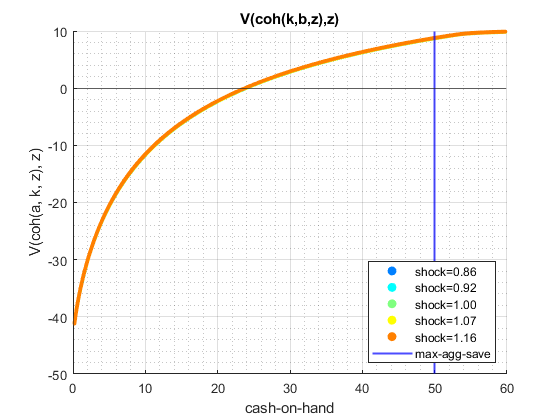 V(coh(k,b,z),z)
10
0
-10
-20
-30
-40
-50
V(coh(a, k, z), z)
shock=0.86
shock=0.92
shock=1.00
shock=1.07
shock=1.16
max-agg-save
0 10 20 30 40 50 60
cash-on-hand